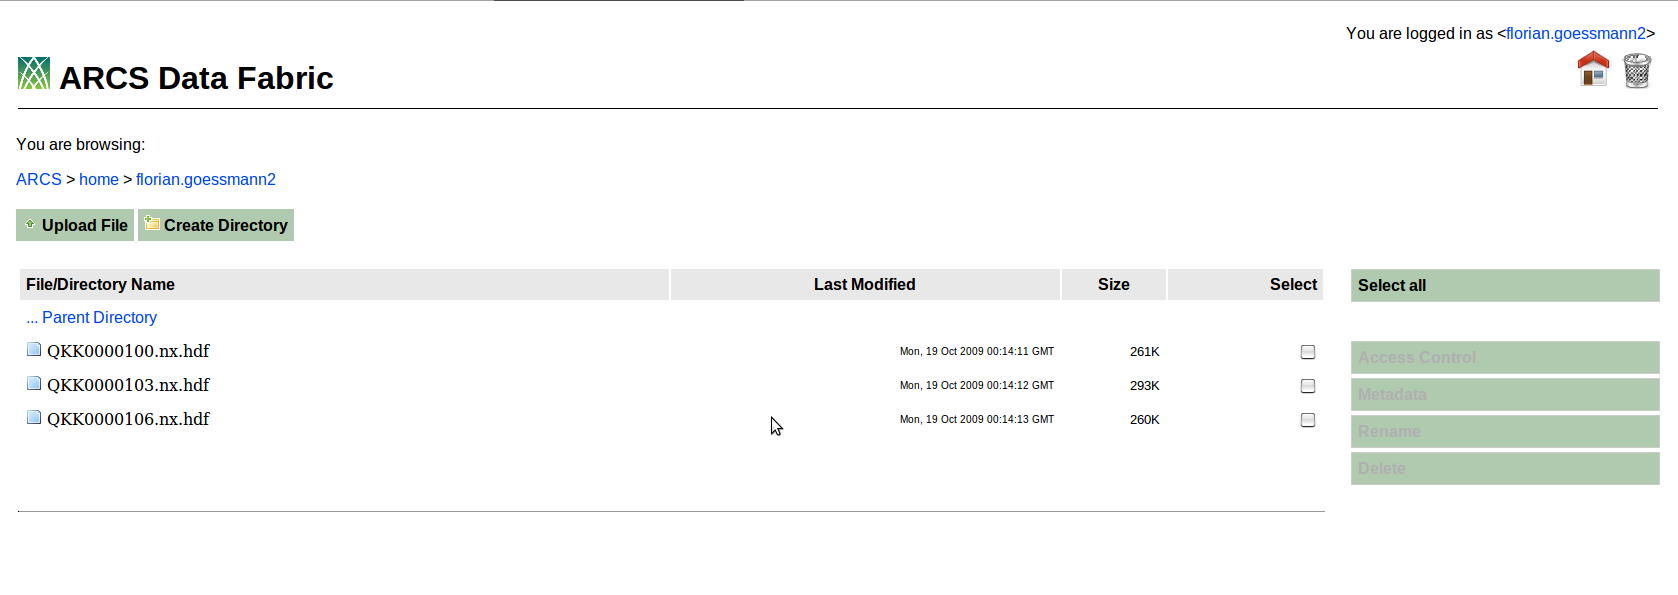 You are logged in as <florian.goessmann2>
ARCS Data Fabric
You are browsing:
ARCS > home > florian.goessmann2
Upload File Create Directory
File/Directory Name Last Modified Size Select Select all
... Parent Directory
QKK0000100.nx.hdf Mon, 19 Oct 2009 00:14:11 GMT 261K
Access Control
QKK0000103.nx.hdf Mon, 19 Oct 2009 00:14:12 GMT 293K
Metadata
QKK0000106.nx.hdf Mon, 19 Oct 2009 00:14:13 GMT 260K
Rename
Delete